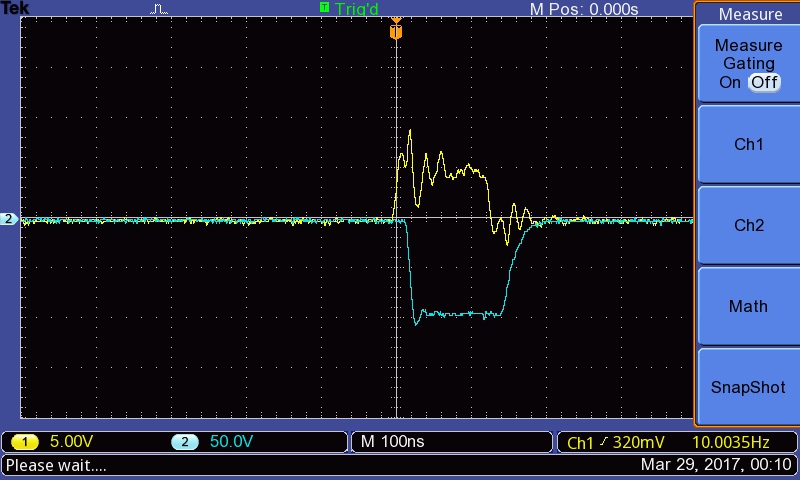 Tek
T Trig'd
M Pos: 0.000s
T
2
Measure
Measure
Gating
On Off
Ch1
Ch2
Math
SnapShot
1 5.00V
2 50.0V
M 100ns
Ch1 320mV 10.0035Hz
Please wait....
Mar 29, 2017, 00:10